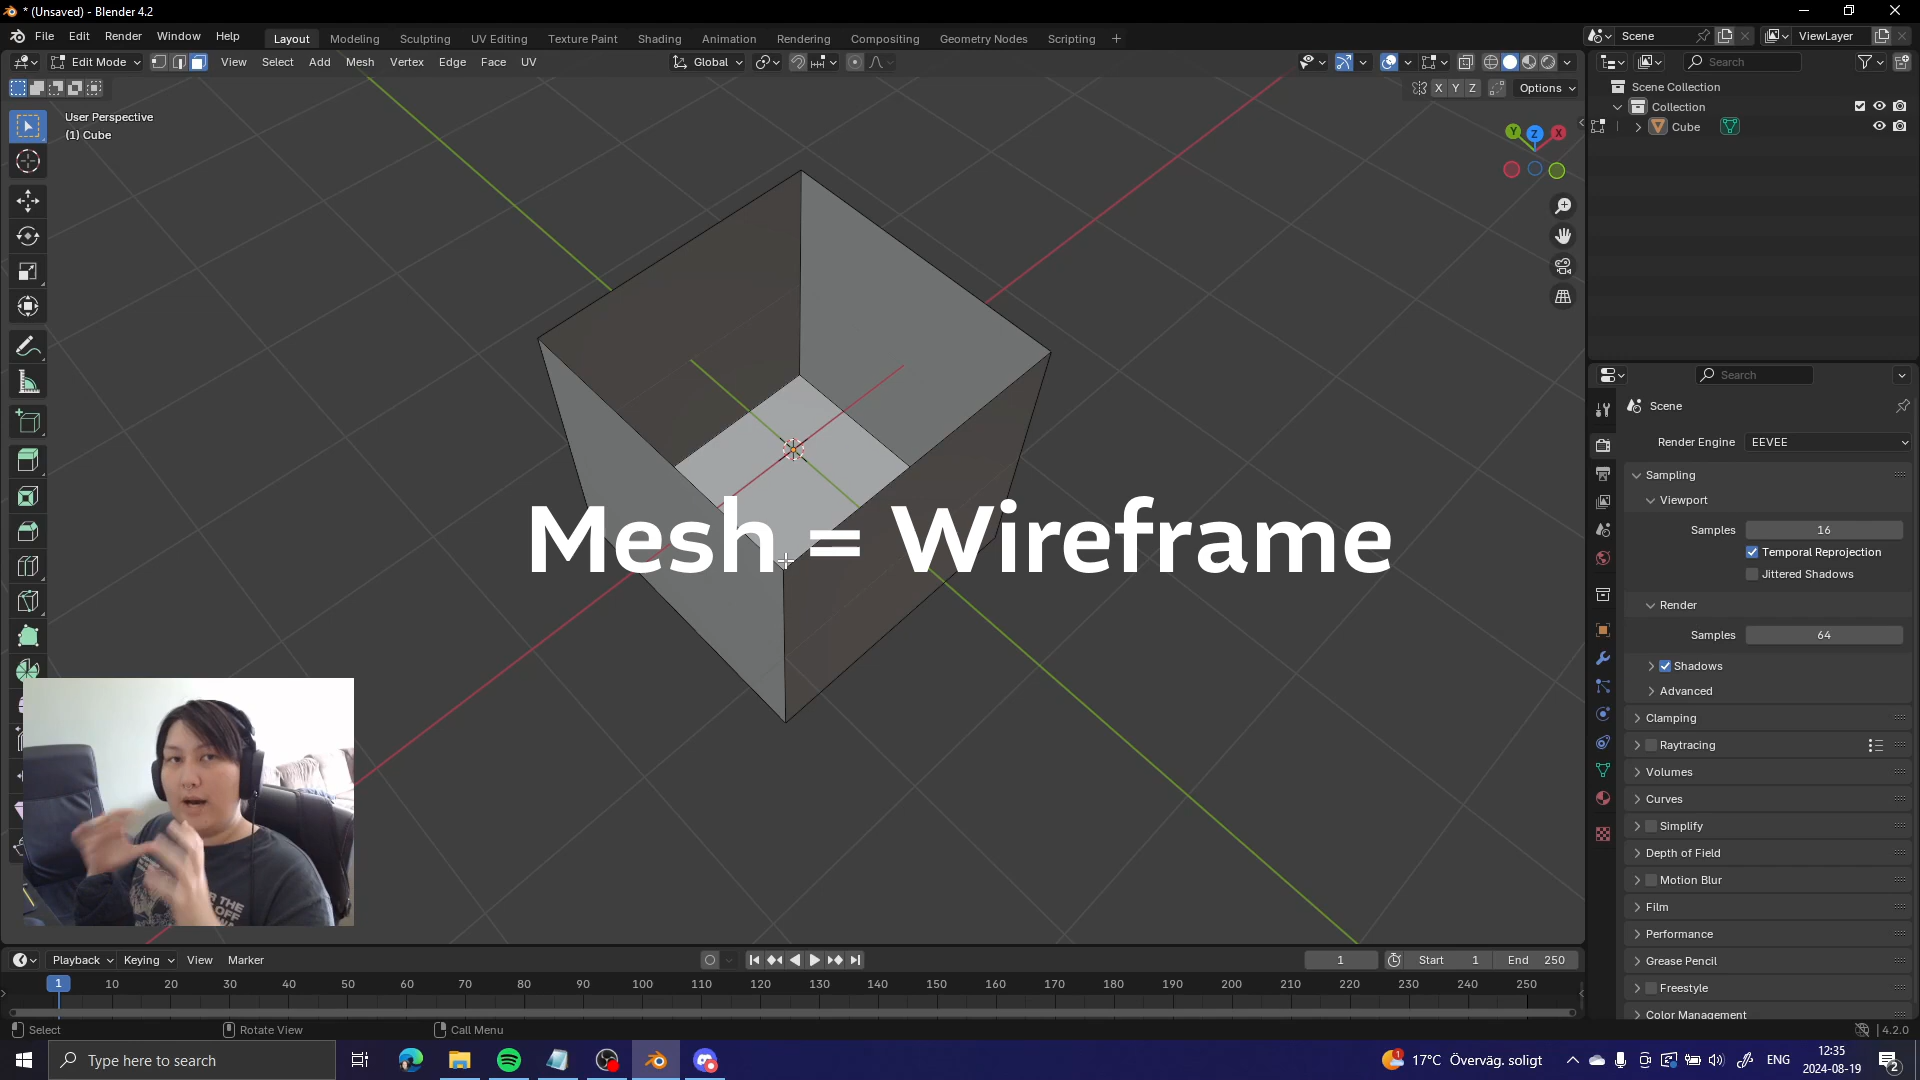 * (Unsaved) - Blender 4.2
File Edit Render Window Help
Layout Modeling Sculpting UV Editing Texture Paint Shading Animation Rendering Compositing Geometry Nodes Scripting +
Scene
ViewLayer
Edit Mode View Select Add Mesh Vertex Edge Face UV
Global
Search
X Y Z Options
User Perspective
(1) Cube
Y Z X
Scene Collection
Collection
Cube
Search
Scene
Render Engine EEVEE
Sampling
Viewport
Samples 16
Temporal Reprojection
Jittered Shadows
Render
Samples 64
Shadows
Advanced
Clamping
Raytracing
Volumes
Curves
Simplify
Depth of Field
Motion Blur
Film
Performance
Grease Pencil
Freestyle
Color Management
Mesh = Wireframe
Playback Keying View Marker
1 Start 1 End 250
1 10 20 30 40 50 60 70 80 90 100 110 120 130 140 150 160 170 180 190 200 210 220 230 240 250
Select Rotate View Call Menu
4.2.0
Type here to search
17°C Överväg. soligt
ENG
12:35
2024-08-19
2